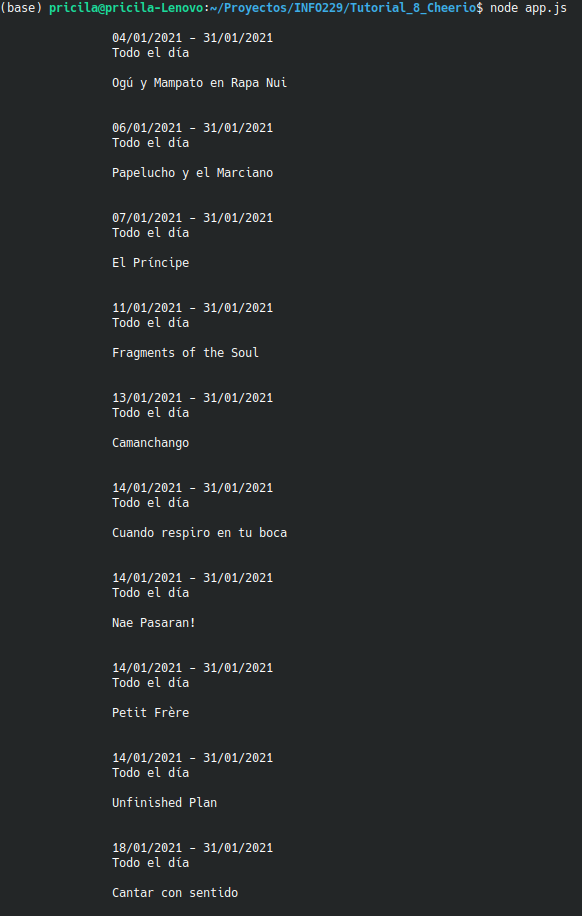 (base) pricila@pricila-Lenovo:~/Proyectos/INFO229/Tutorial_8_Cheerio$ node app.js
04/01/2021 - 31/01/2021
Todo el día
Ogú y Mampato en Rapa Nui
06/01/2021 - 31/01/2021
Todo el día
Papelucho y el Marciano
07/01/2021 - 31/01/2021
Todo el día
El Príncipe
11/01/2021 - 31/01/2021
Todo el día
Fragments of the Soul
13/01/2021 - 31/01/2021
Todo el día
Camanchango
14/01/2021 - 31/01/2021
Todo el día
Cuando respiro en tu boca
14/01/2021 - 31/01/2021
Todo el día
Nae Pasaran!
14/01/2021 - 31/01/2021
Todo el día
Petit Frère
14/01/2021 - 31/01/2021
Todo el día
Unfinished Plan
18/01/2021 - 31/01/2021
Todo el día
Cantar con sentido